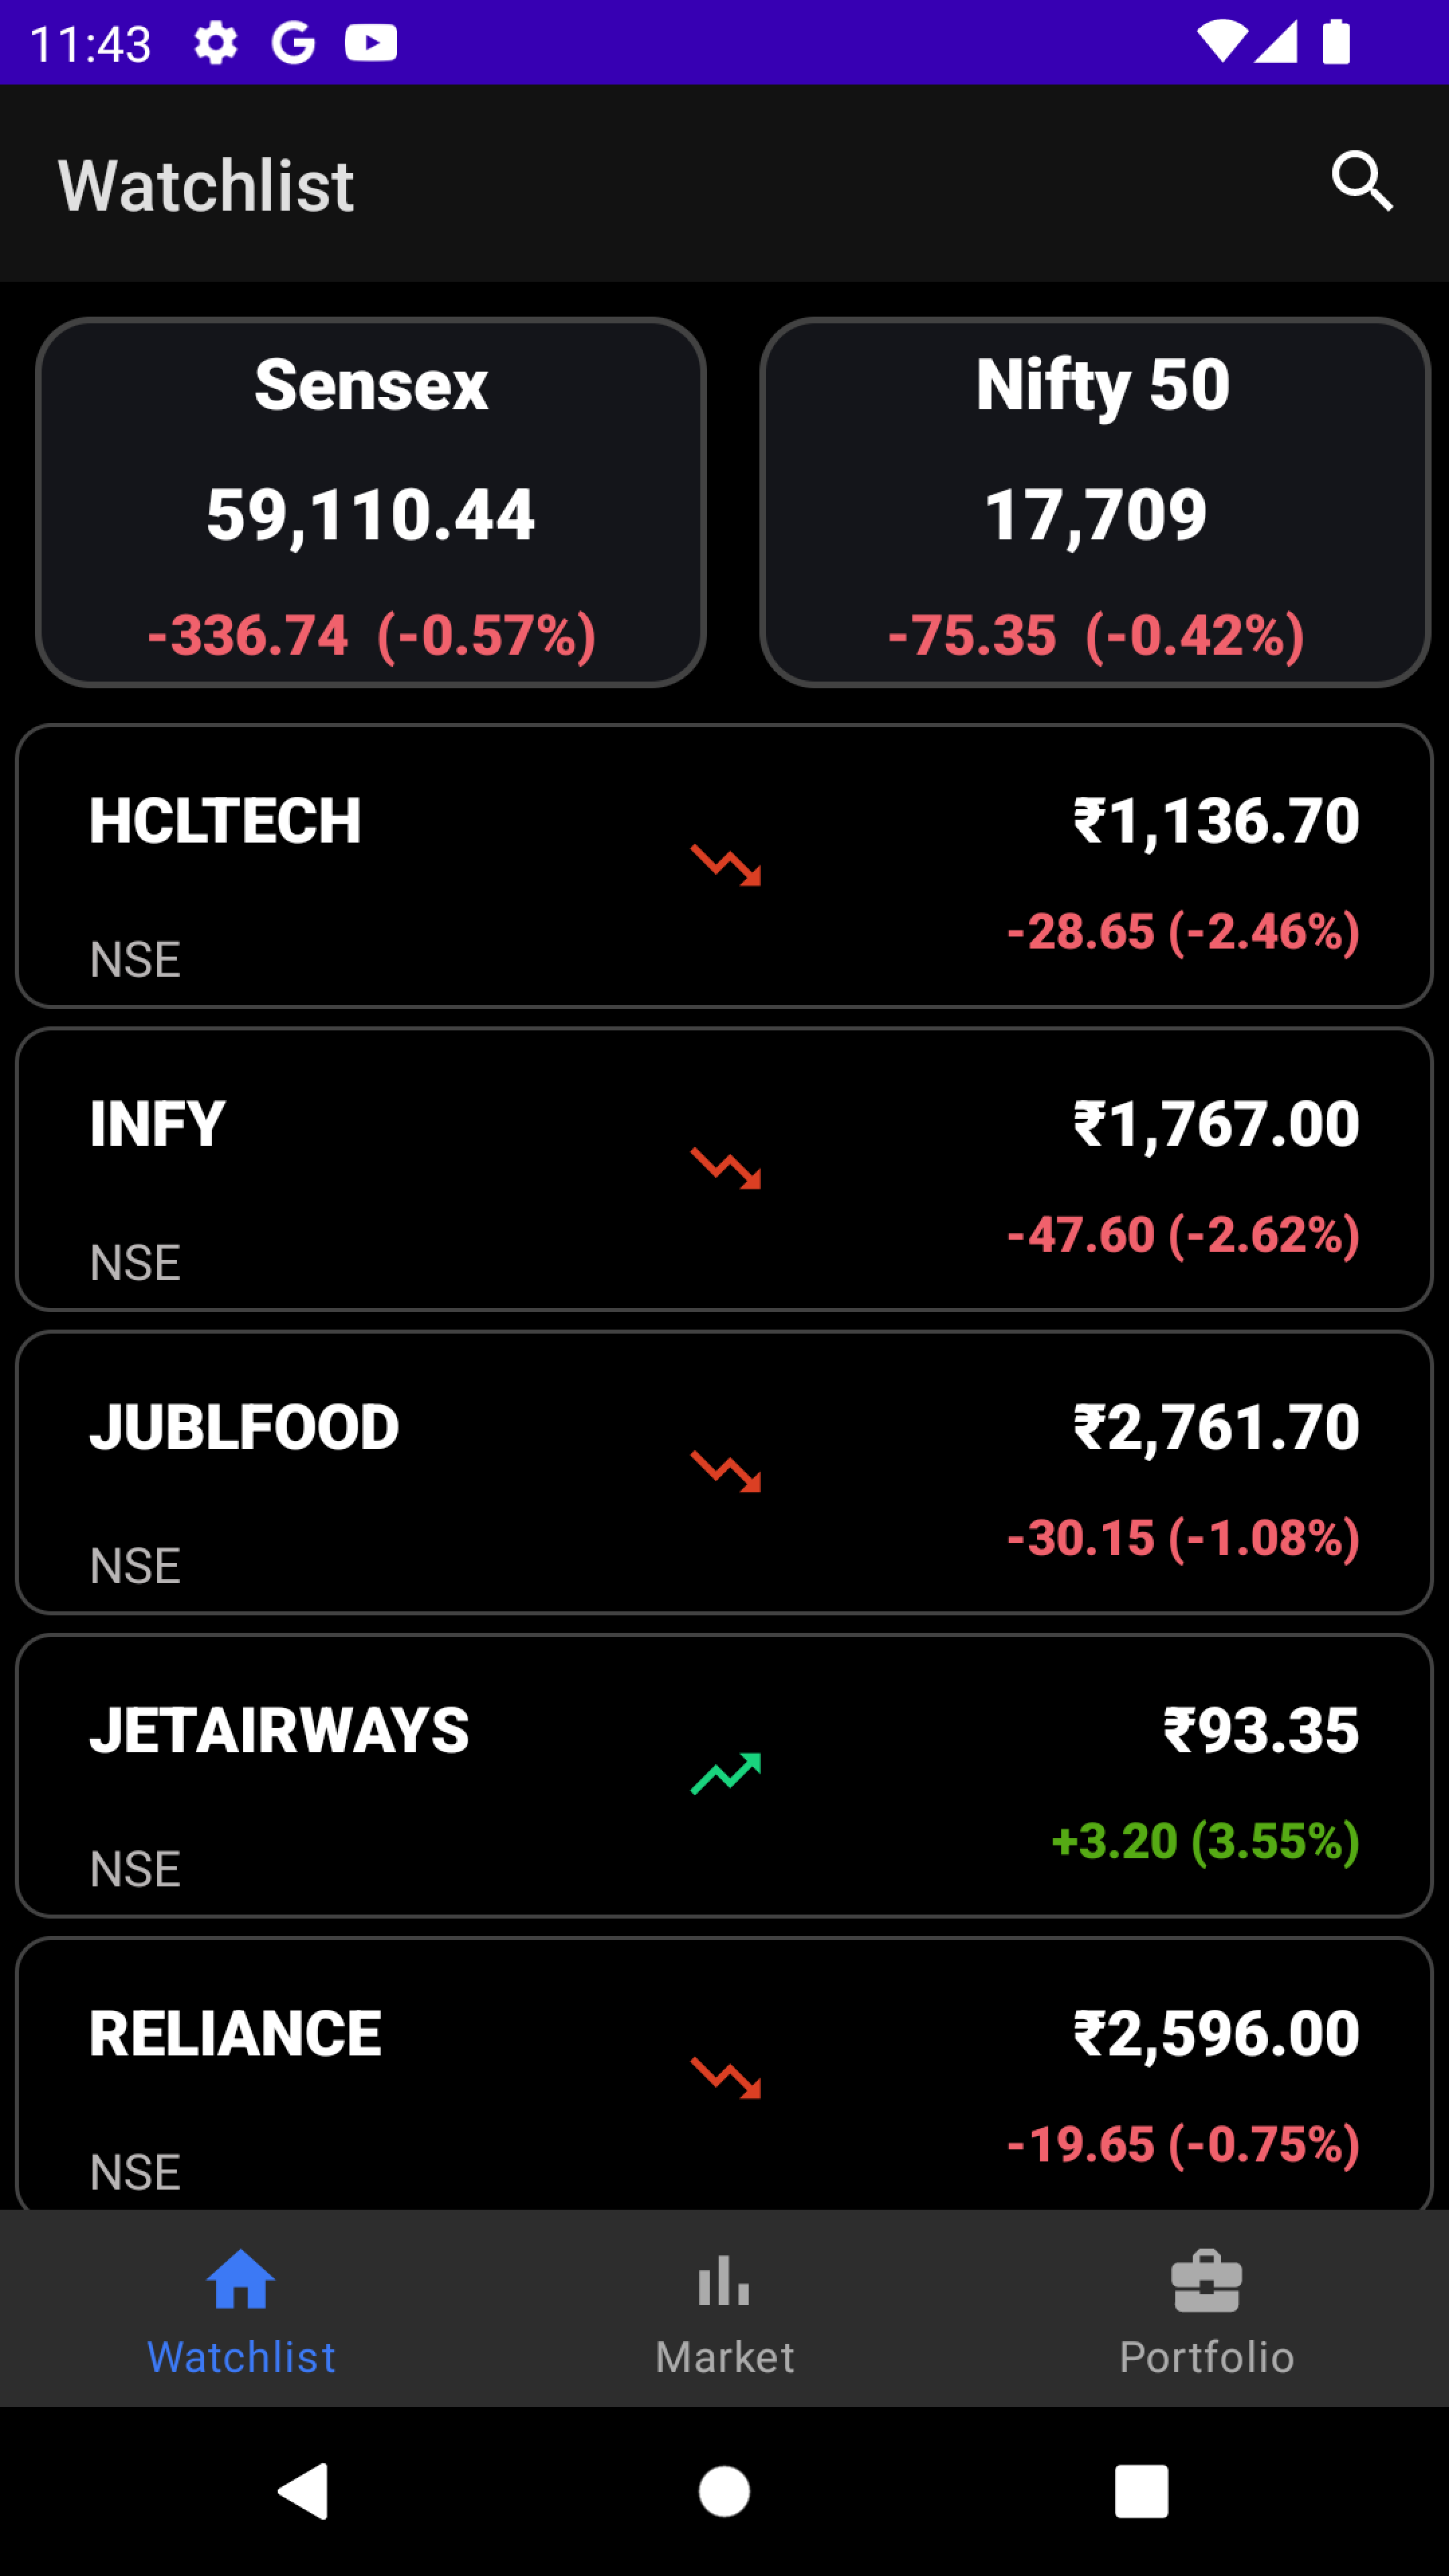 11:43
Watchlist
Sensex
59,110.44
-336.74 (-0.57%)
Nifty 50
17,709
-75.35 (-0.42%)
HCLTECH
₹1,136.70
-28.65 (-2.46%)
NSE
INFY
₹1,767.00
-47.60 (-2.62%)
NSE
JUBLFOOD
₹2,761.70
-30.15 (-1.08%)
NSE
JETAIRWAYS
₹93.35
+3.20 (3.55%)
NSE
RELIANCE
₹2,596.00
-19.65 (-0.75%)
NSE
Watchlist
Market
Portfolio